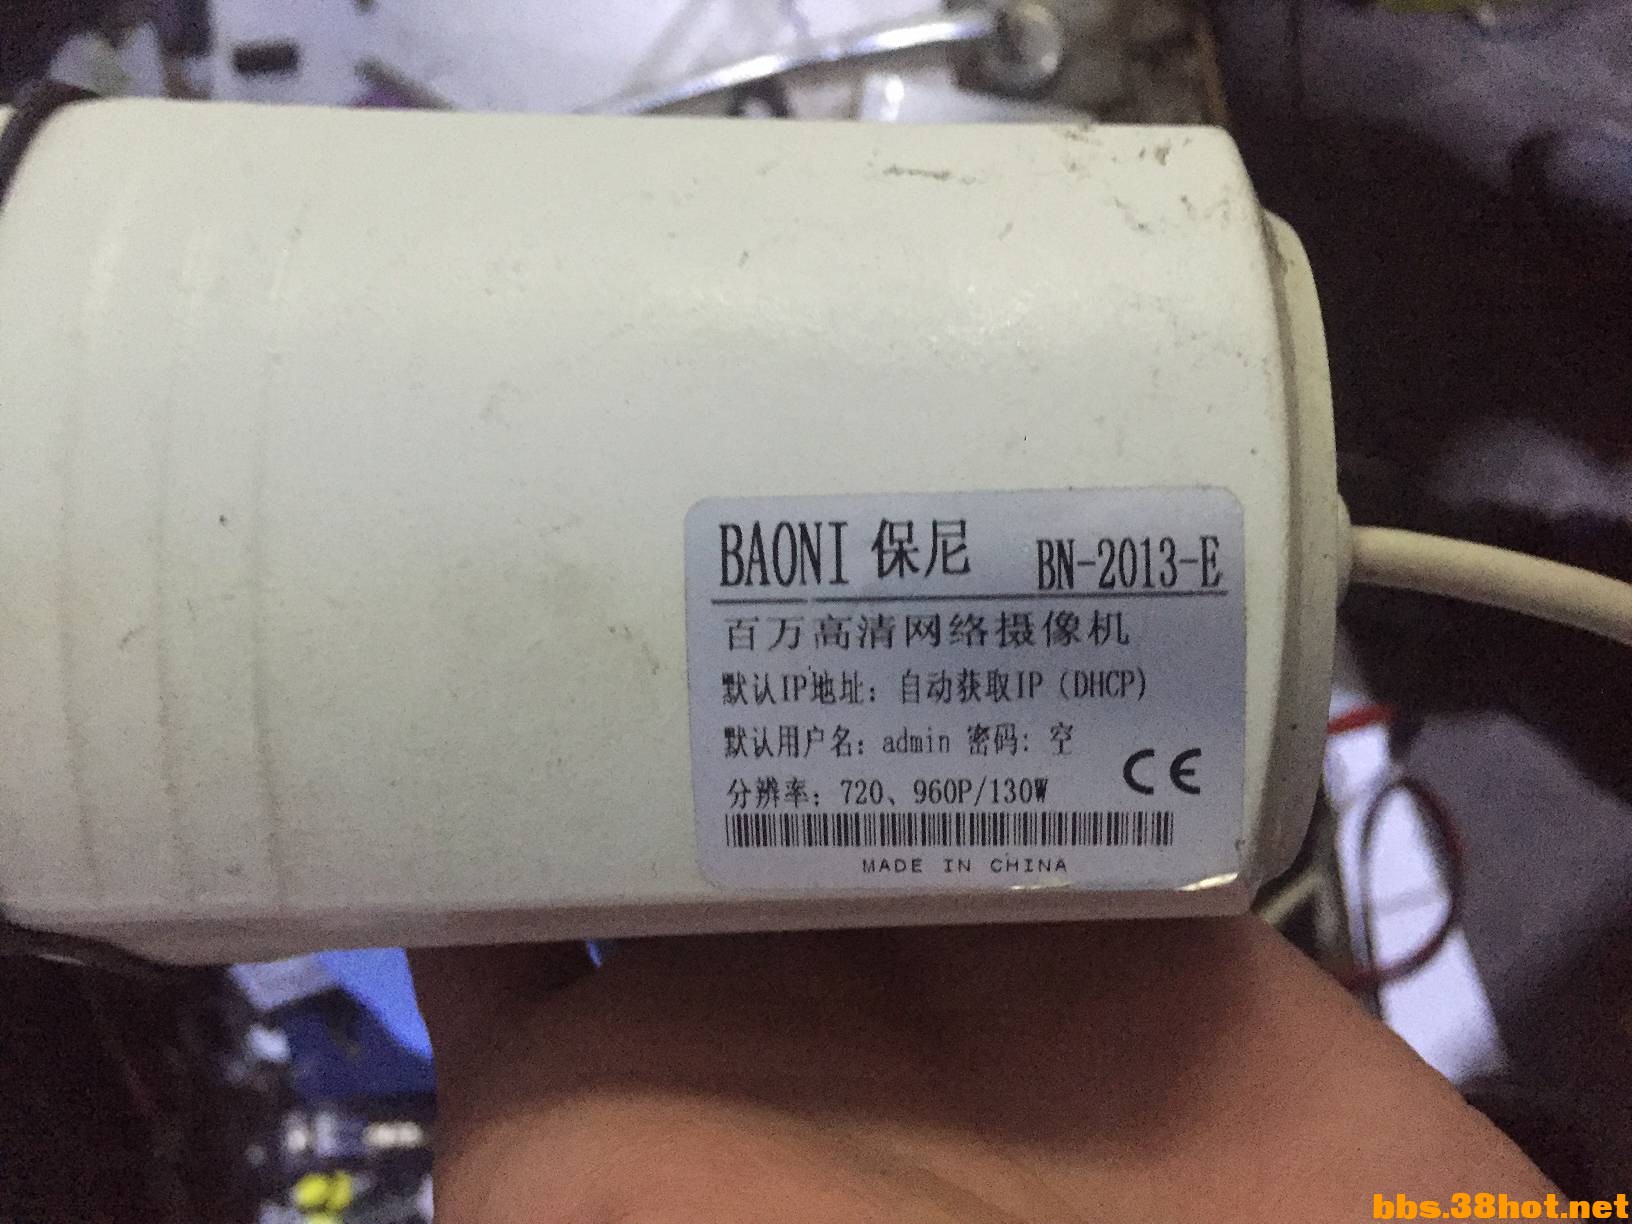 BAONI 保尼 BN-2013-E
百万高清网络摄像机
默认IP地址：自动获取IP（DHCP）
默认用户名：admin 密码：空
分辨率：720、960P/130W
CE
MADE IN CHINA
bbs.38hot.net